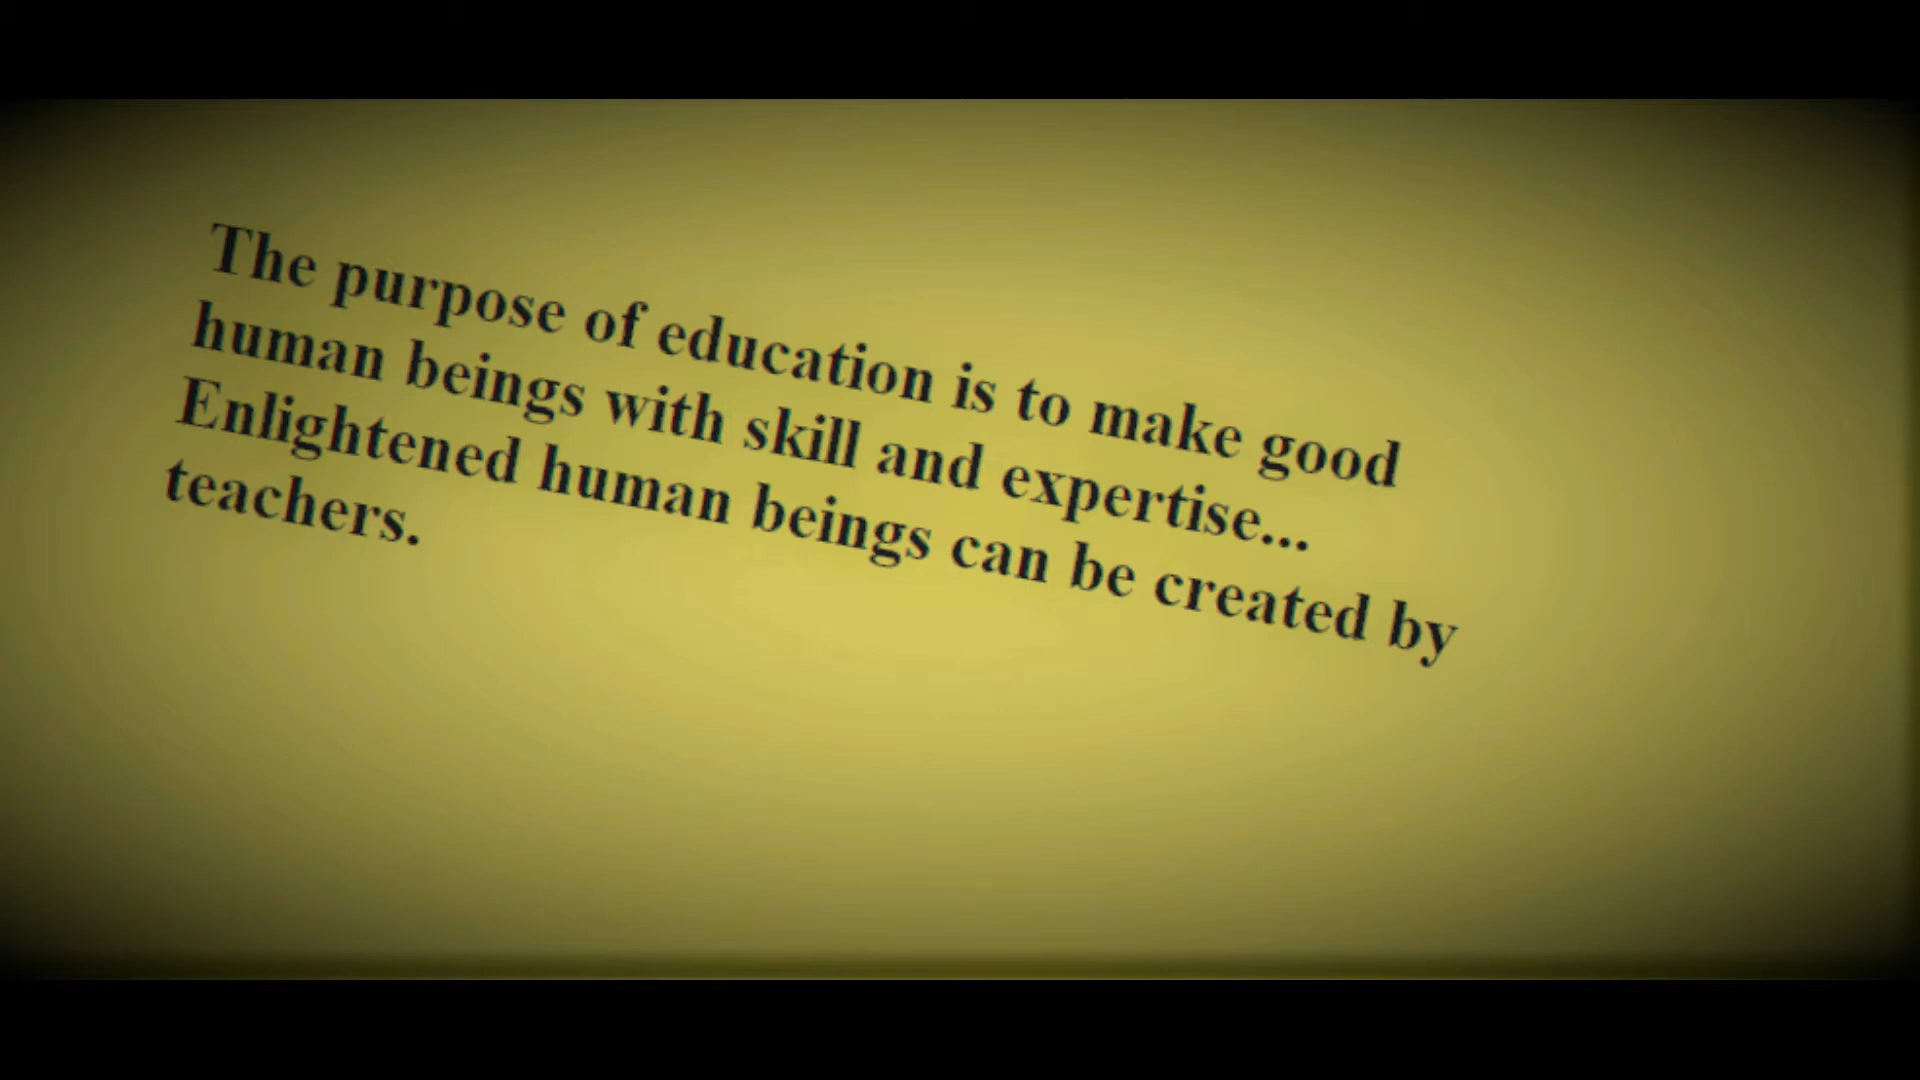 The purpose of education is to make good
human beings with skill and expertise...
Enlightened human beings can be created by
teachers.